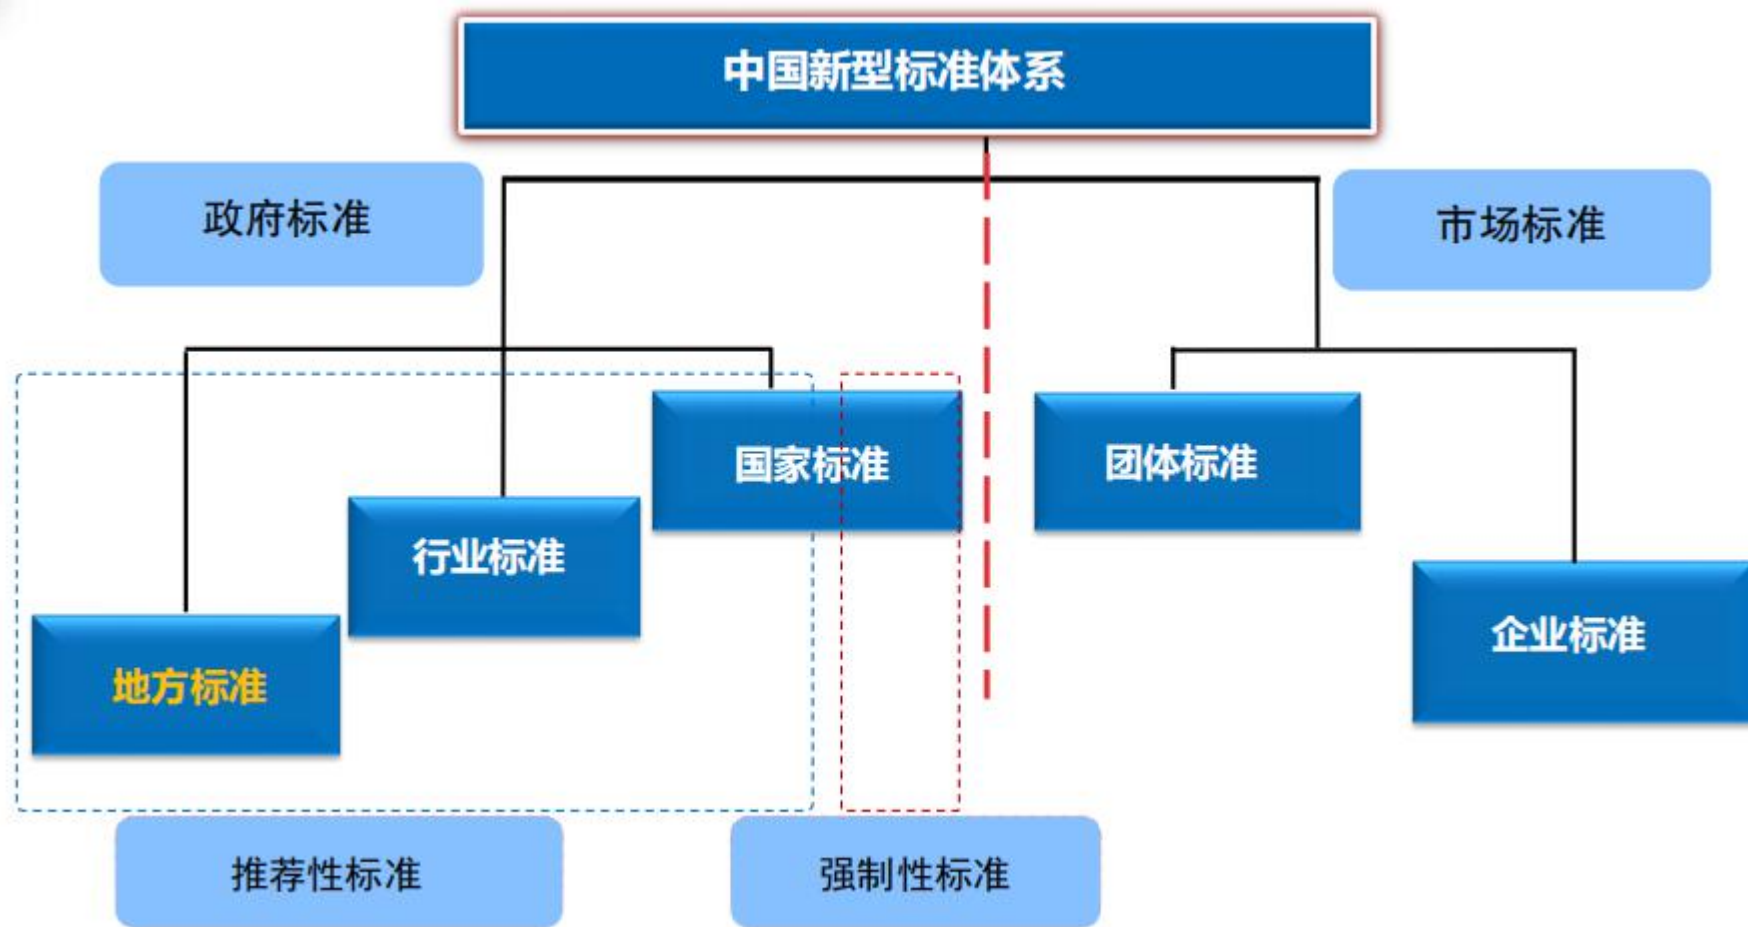 中国新型标准体系
政府标准
市场标准
国家标准
团体标准
行业标准
企业标准
地方标准
推荐性标准
强制性标准